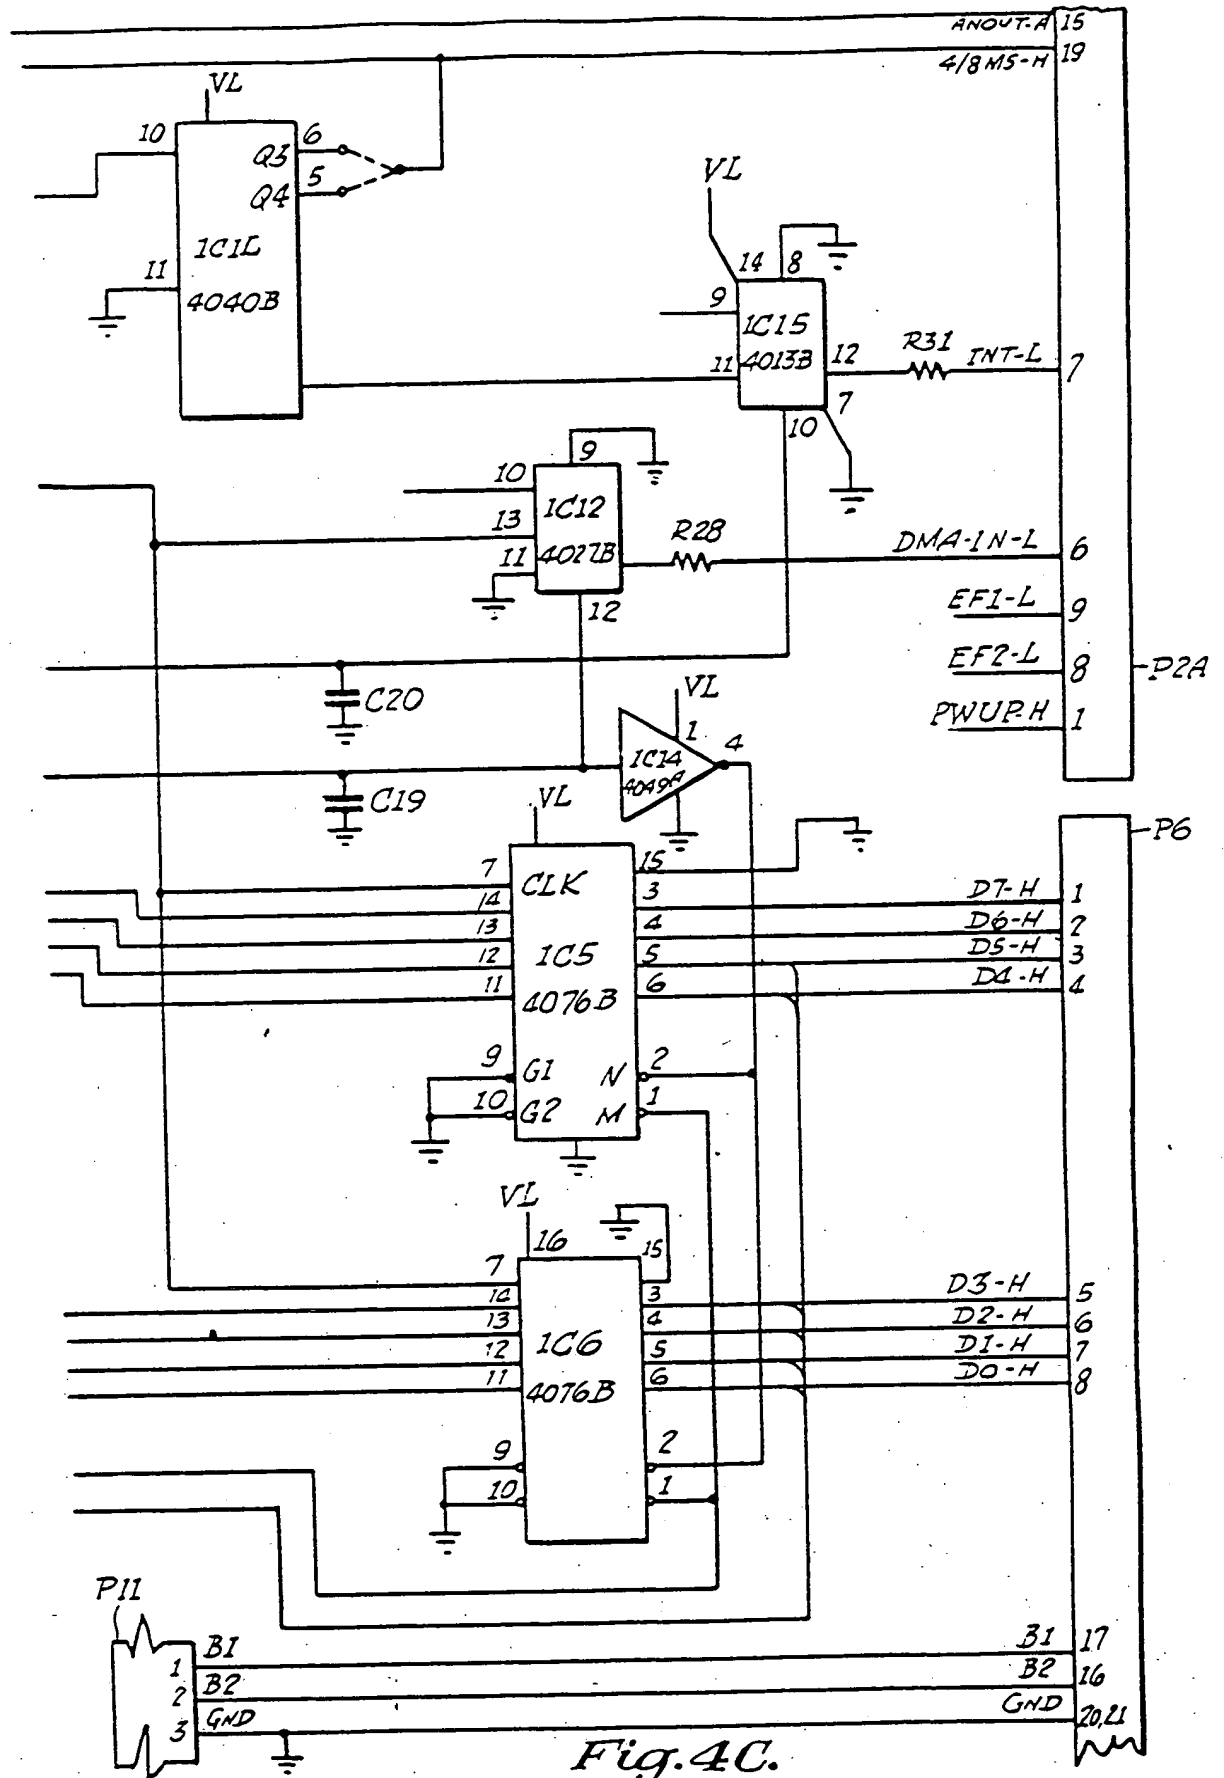 ANOUT-A 15
4/8MS-H 19
VL
10
6
Q3
5
Q4
1C1L
11
4040B
VL
14 8
9
1C15
4013B
12
R31
INT-L
7
11
7
10
9
10
1C12
13
4027B
R28
DMA-IN-L
6
11
12
EF1-L
9
EF2-L
8
P2A
C20
PWUP-H
1
VL
1
4
1C14
4049A
C19
VL
P6
7
CLK
15
14
3
D7-H
1
13
4
D6-H
2
12
1C5
5
D5-H
3
11
4076B
6
D4-H
4
9
G1
N
2
10
G2
M
1
VL
16
15
7
14
3
D3-H
5
13
1C6
4
D2-H
6
12
5
D1-H
7
11
4076B
6
D0-H
8
9
2
10
1
P11
1
B1
B1
17
2
B2
B2
16
3
GND
GND
20,21
Fig.4C.